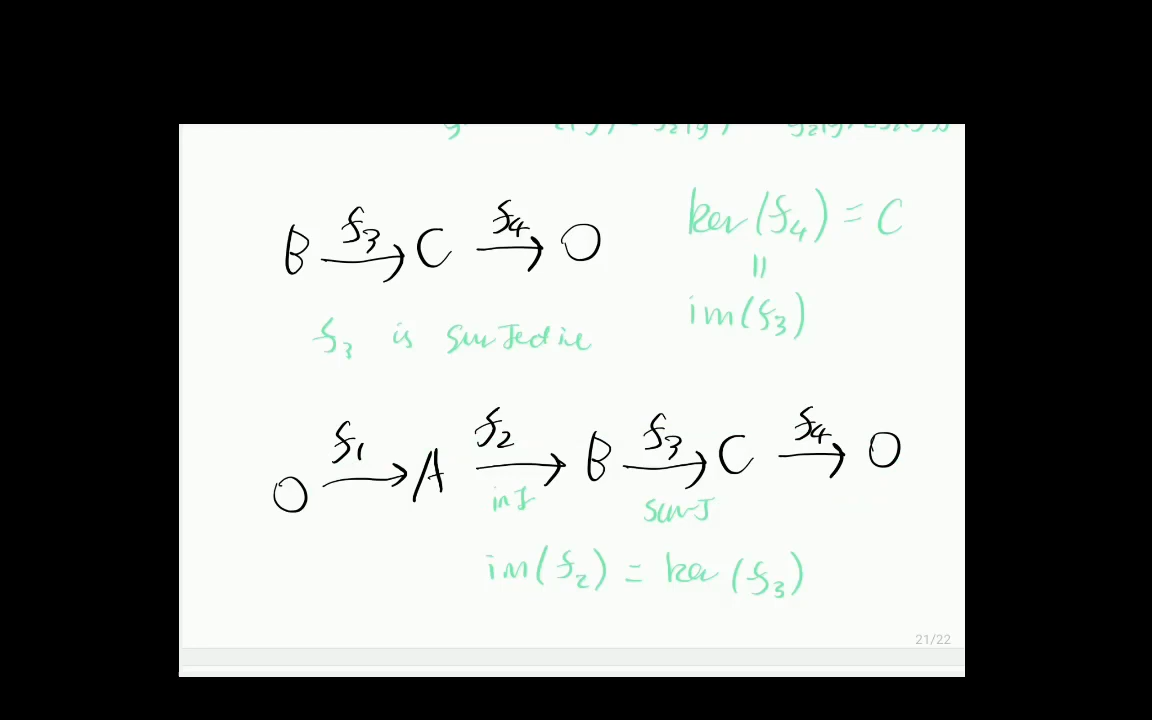 B →f₃ C →f₄ 0
ker(f₄) = C
=
im(f₃)
f₃ is surjective
0 →f₁ A →f₂ B →f₃ C →f₄ 0
inj surj
im(f₂) = ker(f₃)
21/22